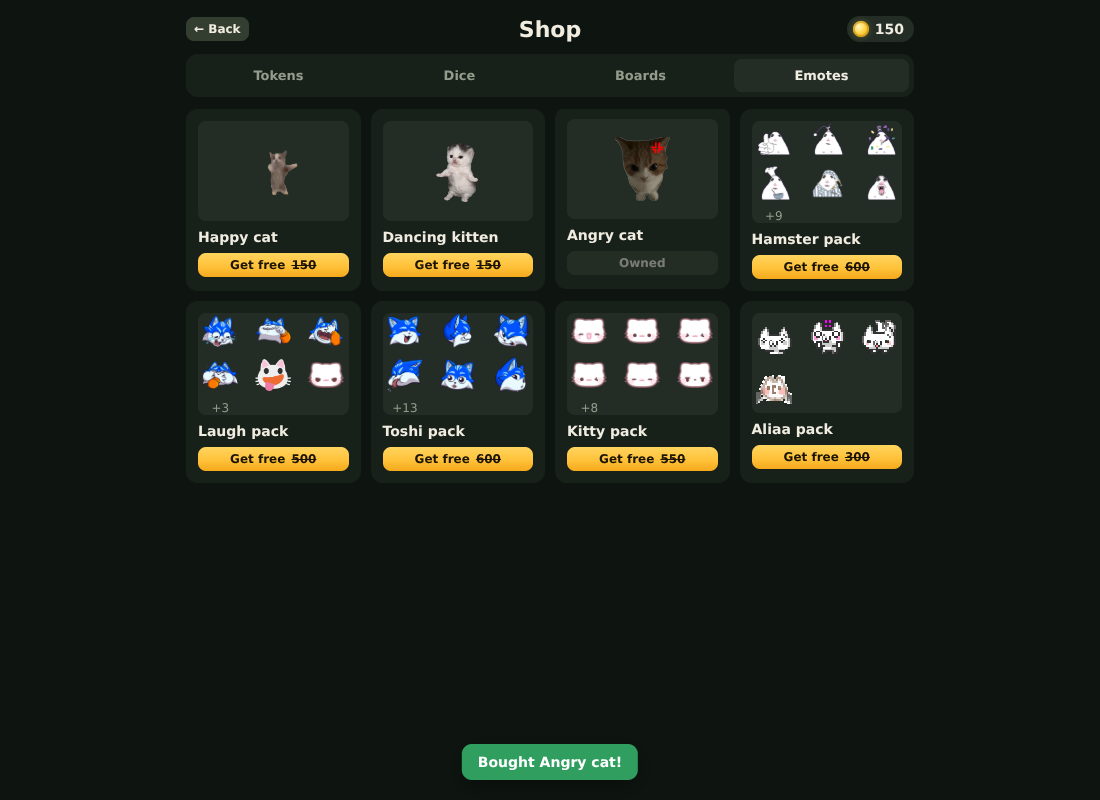 ← Back
Shop
150
Tokens
Dice
Boards
Emotes
Happy cat
Get free 150
Dancing kitten
Get free 150
Angry cat
Owned
+9
Hamster pack
Get free 600
+3
Laugh pack
Get free 500
+13
Toshi pack
Get free 600
+8
Kitty pack
Get free 550
Aliaa pack
Get free 300
Bought Angry cat!